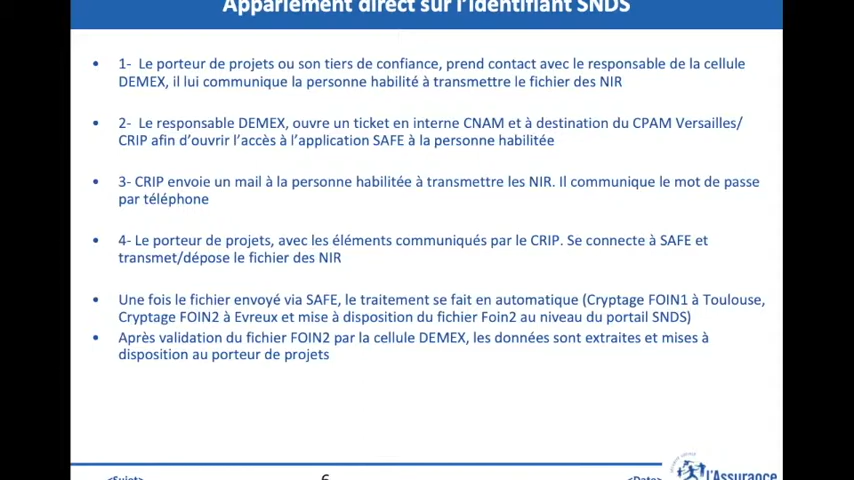 Appariement direct sur l'identifiant SNDS
• 1- Le porteur de projets ou son tiers de confiance, prend contact avec le responsable de la cellule
DEMEX, il lui communique la personne habilité à transmettre le fichier des NIR
• 2- Le responsable DEMEX, ouvre un ticket en interne CNAM et à destination du CPAM Versailles/
CRIP afin d'ouvrir l'accès à l'application SAFE à la personne habilitée
• 3- CRIP envoie un mail à la personne habilitée à transmettre les NIR. Il communique le mot de passe
par téléphone
• 4- Le porteur de projets, avec les éléments communiqués par le CRIP. Se connecte à SAFE et
transmet/dépose le fichier des NIR
• Une fois le fichier envoyé via SAFE, le traitement se fait en automatique (Cryptage FOIN1 à Toulouse,
Cryptage FOIN2 à Evreux et mise à disposition du fichier Foin2 au niveau du portail SNDS)
• Après validation du fichier FOIN2 par la cellule DEMEX, les données sont extraites et mises à
disposition au porteur de projets
<Sujet>
6
<Date>
l'Assurance